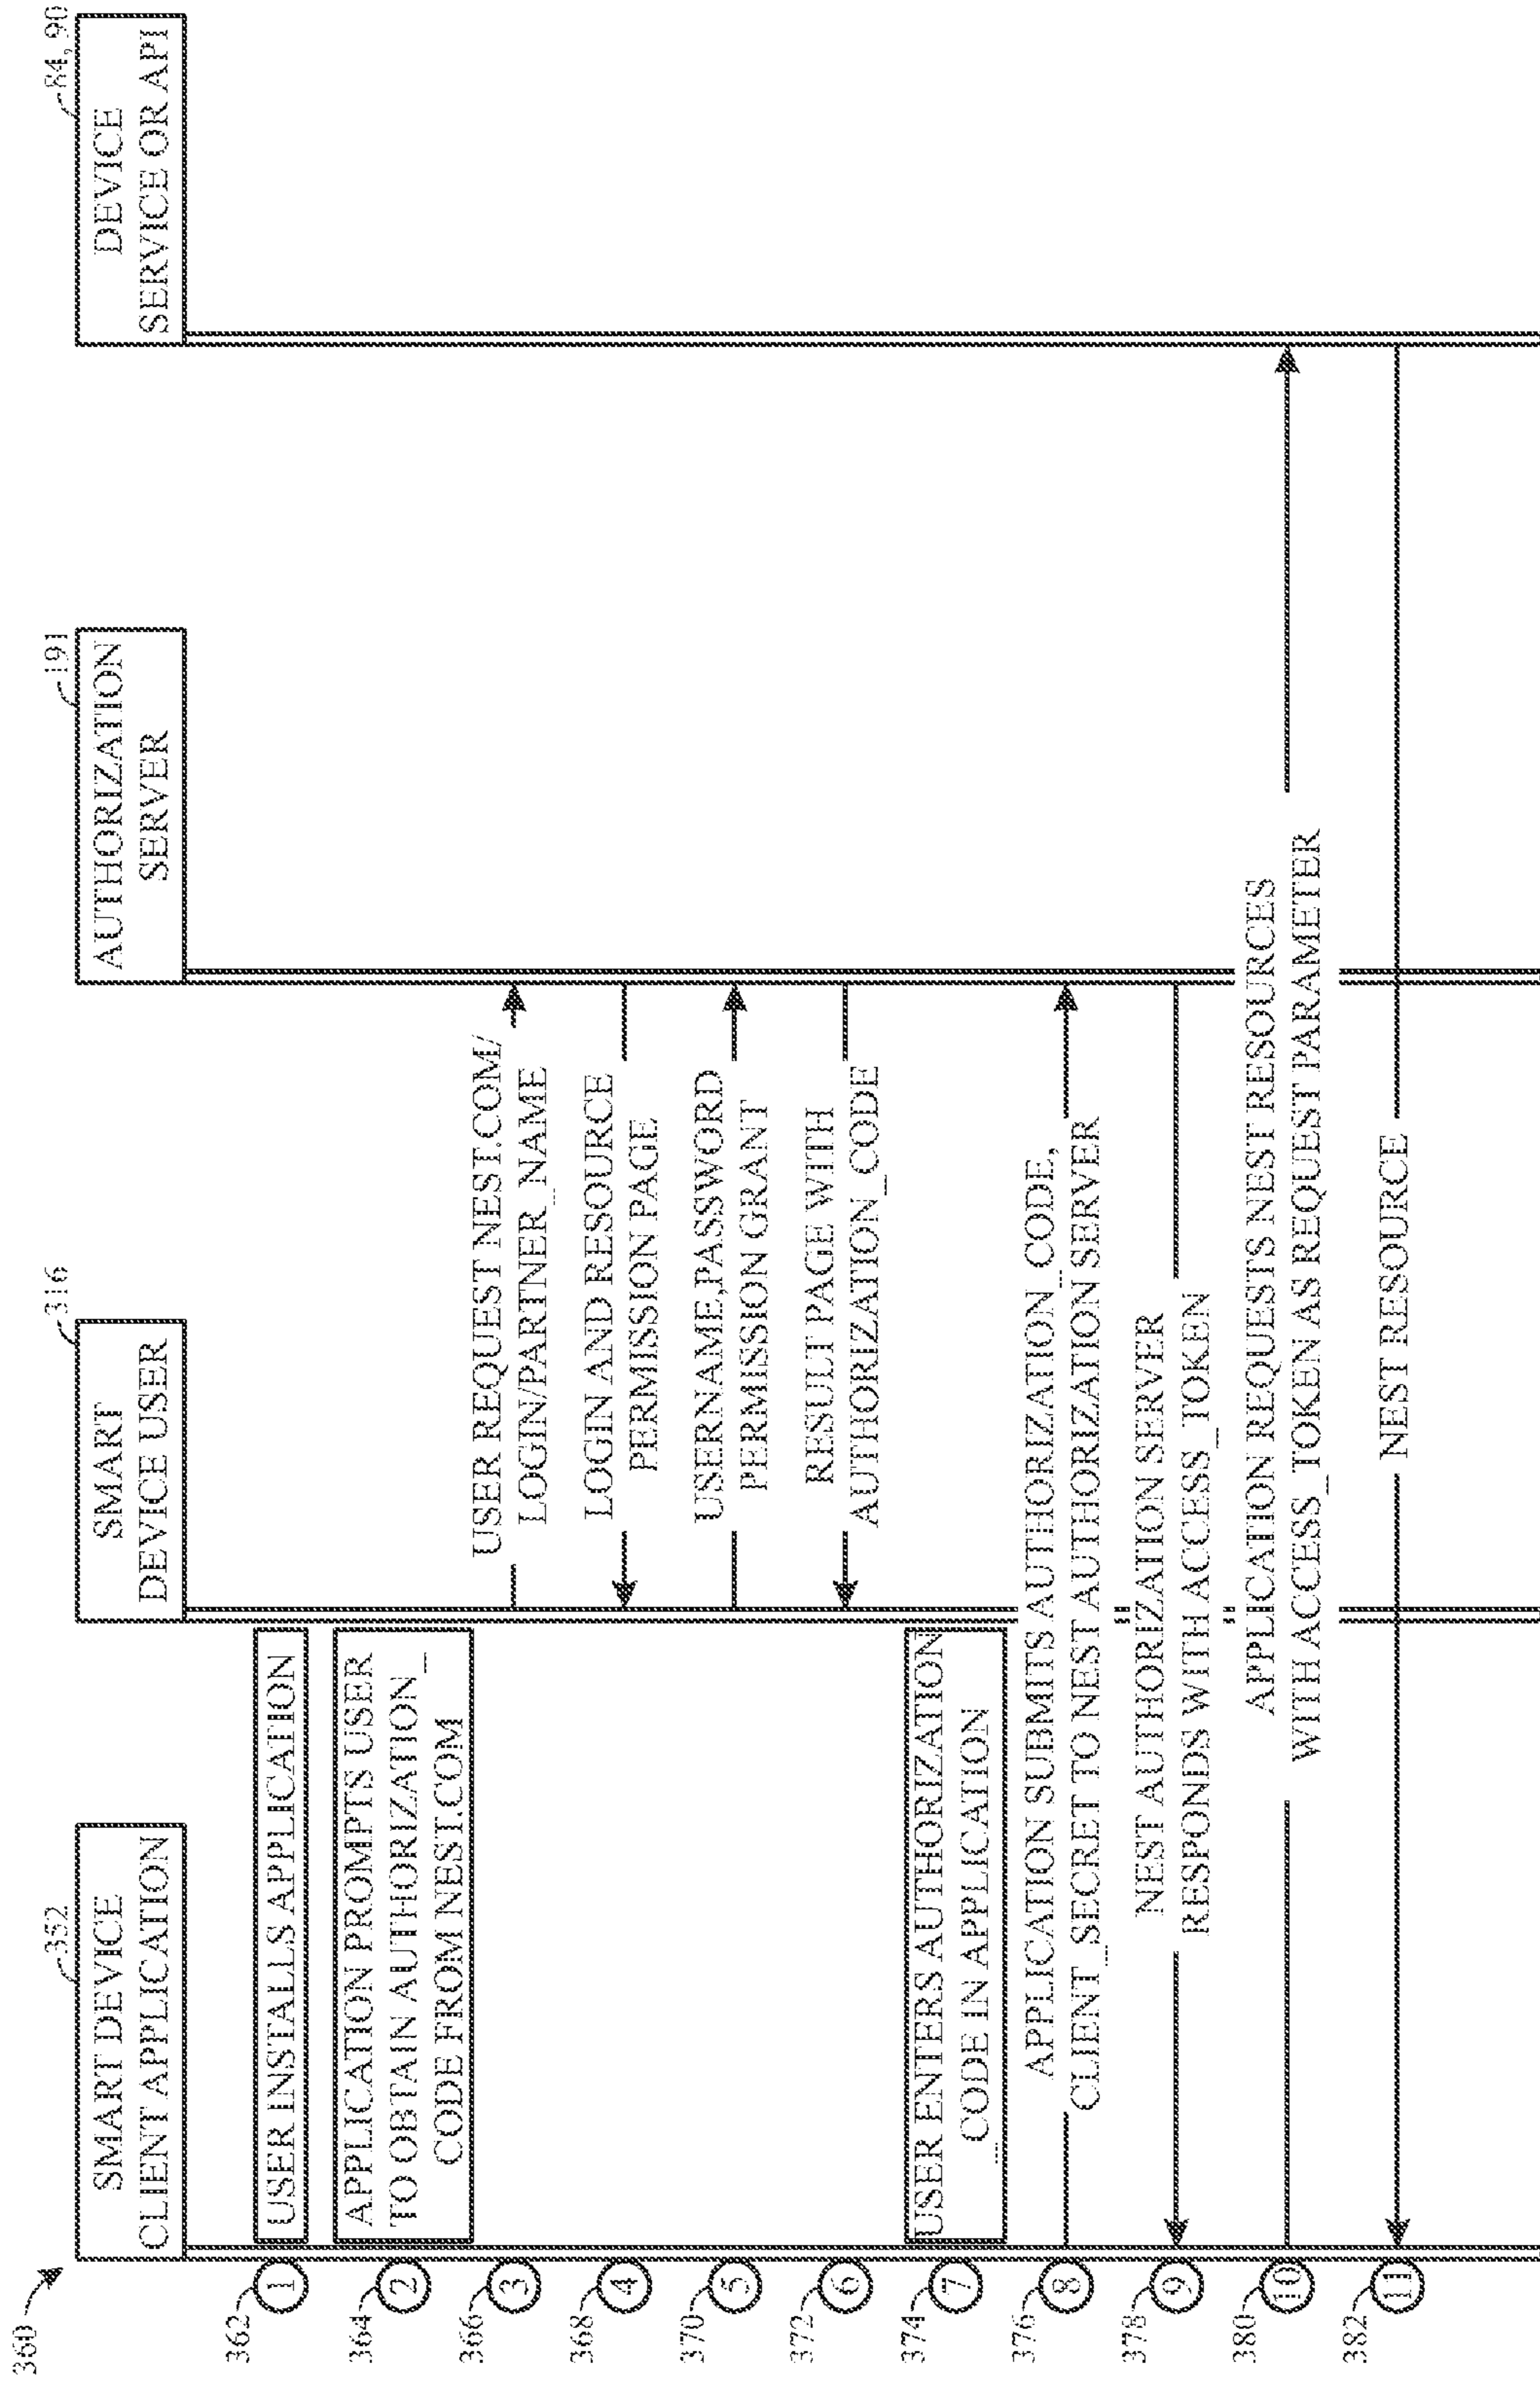 360
352
SMART DEVICE
CLIENT APPLICATION
316
SMART
DEVICE USER
191
AUTHORIZATION
SERVER
84, 90
DEVICE
SERVICE OR API
362
1
USER INSTALLS APPLICATION
364
2
APPLICATION PROMPTS USER
TO OBTAIN AUTHORIZATION_
CODE FROM NEST.COM
366
3
USER REQUEST NEST.COM/
LOGIN/PARTNER_NAME
368
4
LOGIN AND RESOURCE
PERMISSION PAGE
370
5
USERNAME,PASSWORD
PERMISSION GRANT
372
6
RESULT PAGE WITH
AUTHORIZATION_CODE
374
7
USER ENTERS AUTHORIZATION
_CODE IN APPLICATION
376
8
APPLICATION SUBMITS AUTHORIZATION_CODE,
CLIENT_SECRET TO NEST AUTHORIZATION SERVER
378
9
NEST AUTHORIZATION SERVER
RESPONDS WITH ACCESS_TOKEN
380
10
APPLICATION REQUESTS NEST RESOURCES
WITH ACCESS_TOKEN AS REQUEST PARAMETER
382
11
NEST RESOURCE